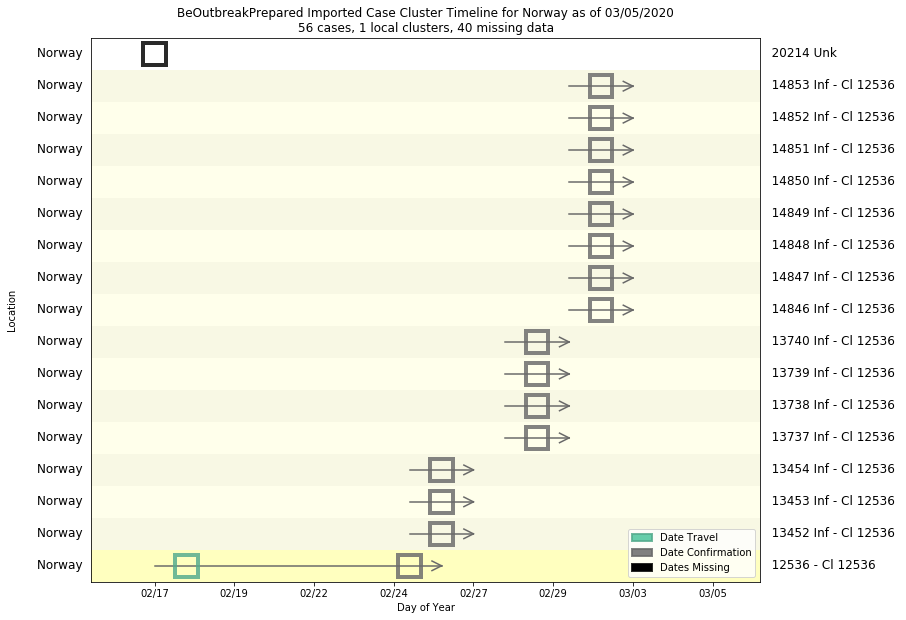 BeOutbreakPrepared Imported Case Cluster Timeline for Norway as of 03/05/2020
56 cases, 1 local clusters, 40 missing data
Norway 20214 Unk
Norway 14853 Inf - Cl 12536
Norway 14852 Inf - Cl 12536
Norway 14851 Inf - Cl 12536
Norway 14850 Inf - Cl 12536
Norway 14849 Inf - Cl 12536
Norway 14848 Inf - Cl 12536
Norway 14847 Inf - Cl 12536
Norway 14846 Inf - Cl 12536
Norway 13740 Inf - Cl 12536
Norway 13739 Inf - Cl 12536
Norway 13738 Inf - Cl 12536
Norway 13737 Inf - Cl 12536
Norway 13454 Inf - Cl 12536
Norway 13453 Inf - Cl 12536
Norway 13452 Inf - Cl 12536
Norway 12536 - Cl 12536
Location
Date Travel
Date Confirmation
Dates Missing
02/17 02/19 02/22 02/24 02/27 02/29 03/03 03/05
Day of Year